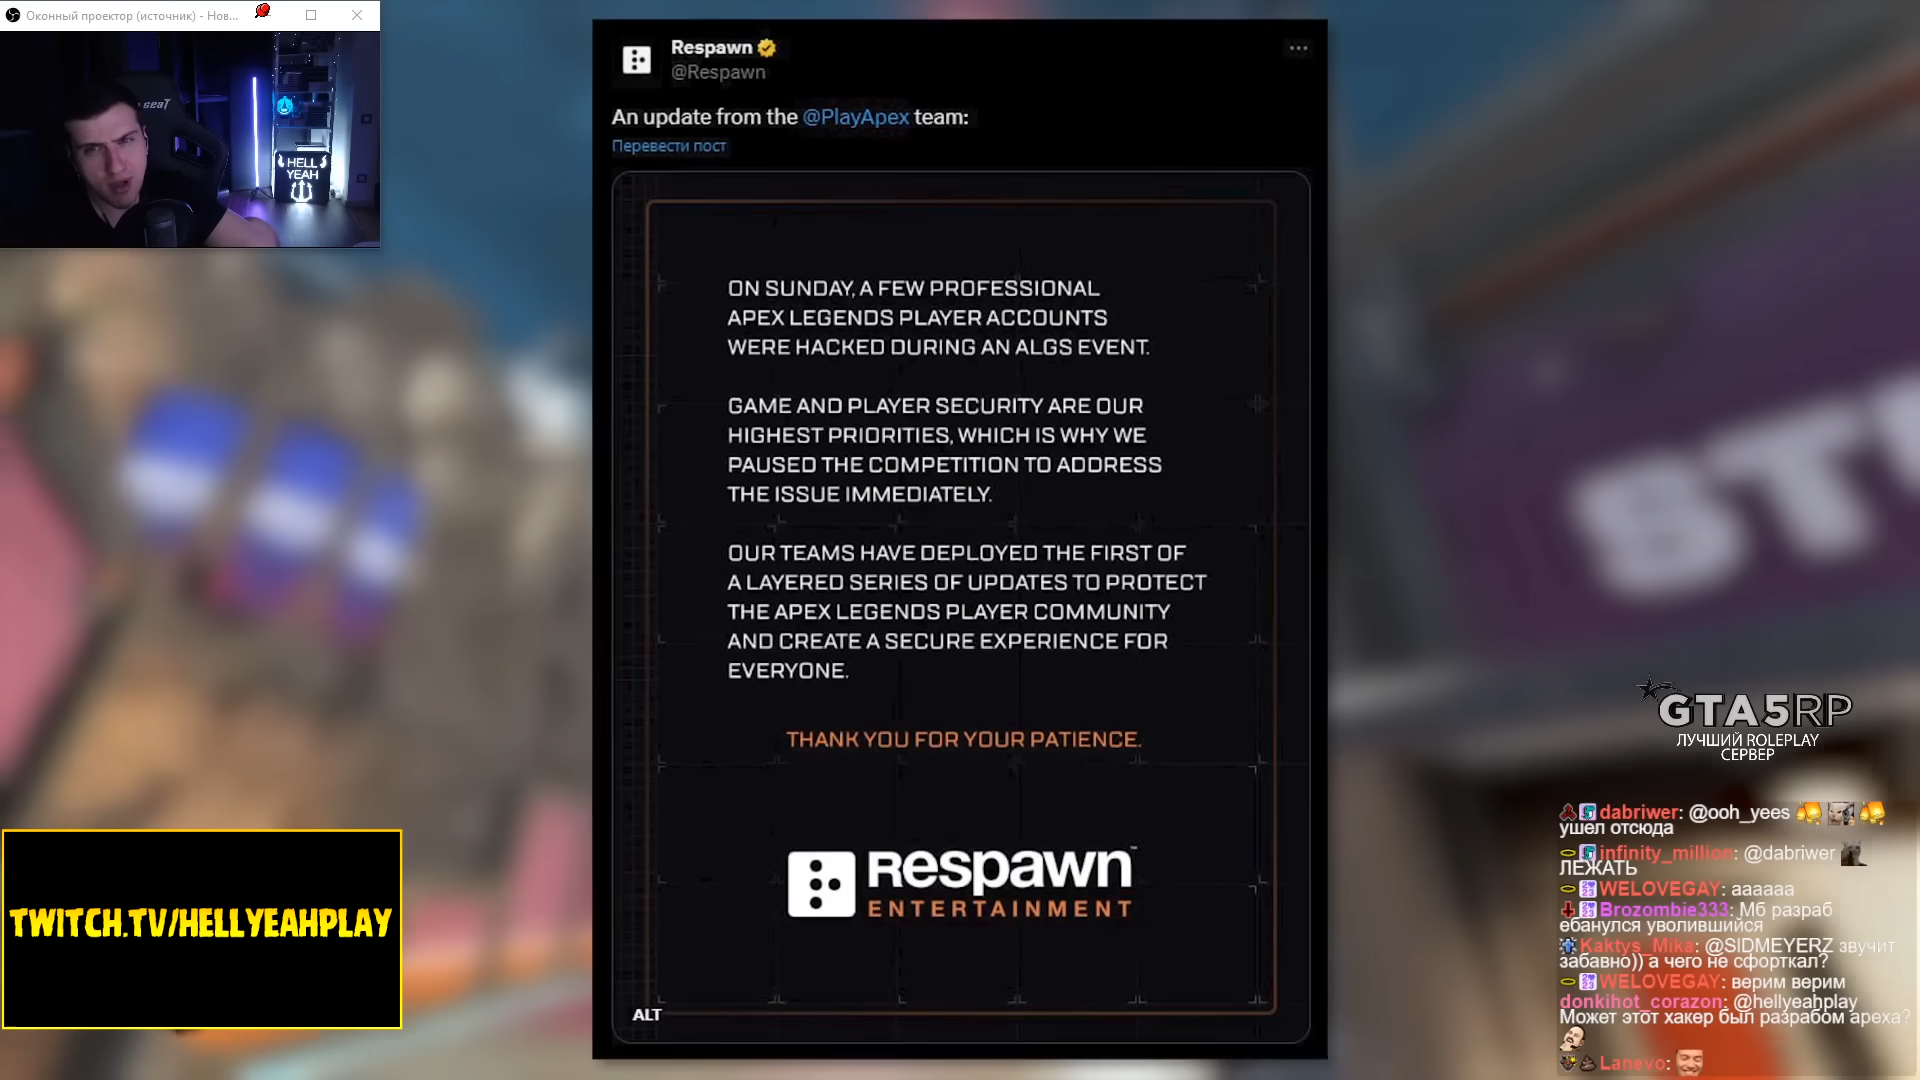 Оконный проектор (источник) - Нов...
seaT
HELL
YEAH
TWITCH.TV/HELLYEAHPLAY
Respawn
@Respawn
An update from the @PlayApex team:
Перевести пост
ON SUNDAY, A FEW PROFESSIONAL
APEX LEGENDS PLAYER ACCOUNTS
WERE HACKED DURING AN ALGS EVENT.
GAME AND PLAYER SECURITY ARE OUR
HIGHEST PRIORITIES, WHICH IS WHY WE
PAUSED THE COMPETITION TO ADDRESS
THE ISSUE IMMEDIATELY.
OUR TEAMS HAVE DEPLOYED THE FIRST OF
A LAYERED SERIES OF UPDATES TO PROTECT
THE APEX LEGENDS PLAYER COMMUNITY
AND CREATE A SECURE EXPERIENCE FOR
EVERYONE.
THANK YOU FOR YOUR PATIENCE.
Respawn™
ENTERTAINMENT
ALT
GTA5RP
ЛУЧШИЙ ROLEPLAY
СЕРВЕР
dabriwer: @ooh_yees
ушел отсюда
infinity_million: @dabriwer
ЛЕЖАТЬ
WELOVEGAY: аааааа
Brozombie333: Мб разраб
ебанулся уволившийся
Kaktys_Mika: @SIDMEYERZ звучит
забавно)) а чего не сфорткал?
WELOVEGAY: верим верим
donkihot_corazon: @hellyeahplay
Может этот хакер был разрабом апекса?
Lanevo: